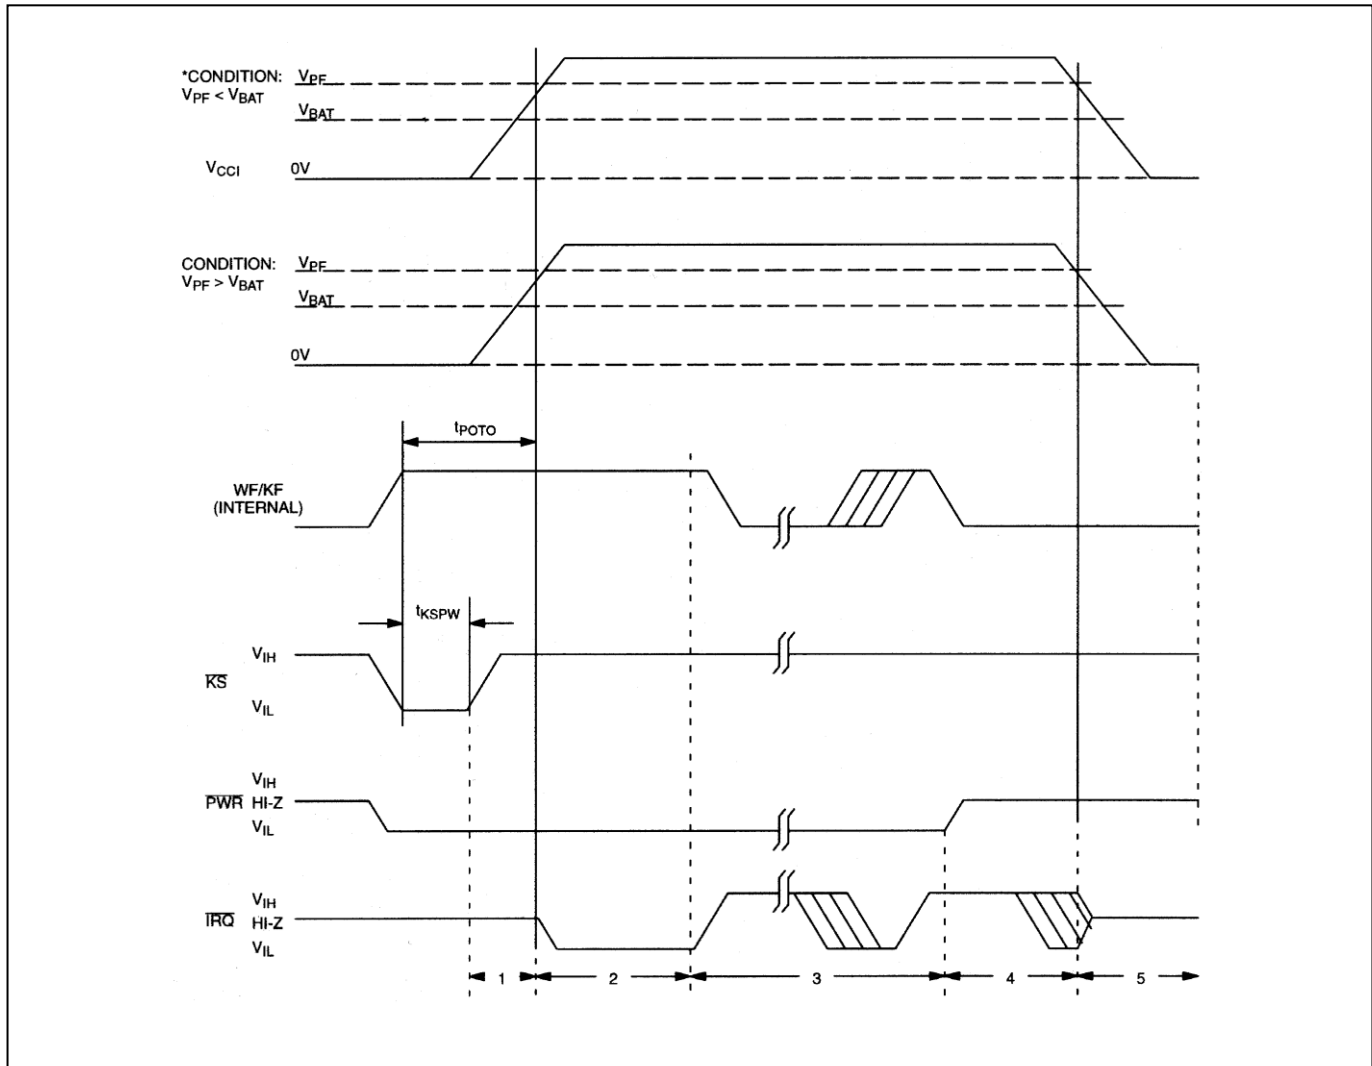 *CONDITION: VPF
VPF < VBAT
VBAT
VCCI 0V
CONDITION: VPF
VPF > VBAT
VBAT
0V
tPOTO
WF/KF
(INTERNAL)
tKSPW
VIH
KS
VIL
VIH
PWR HI-Z
VIL
VIH
IRQ HI-Z
VIL
1 2 3 4 5